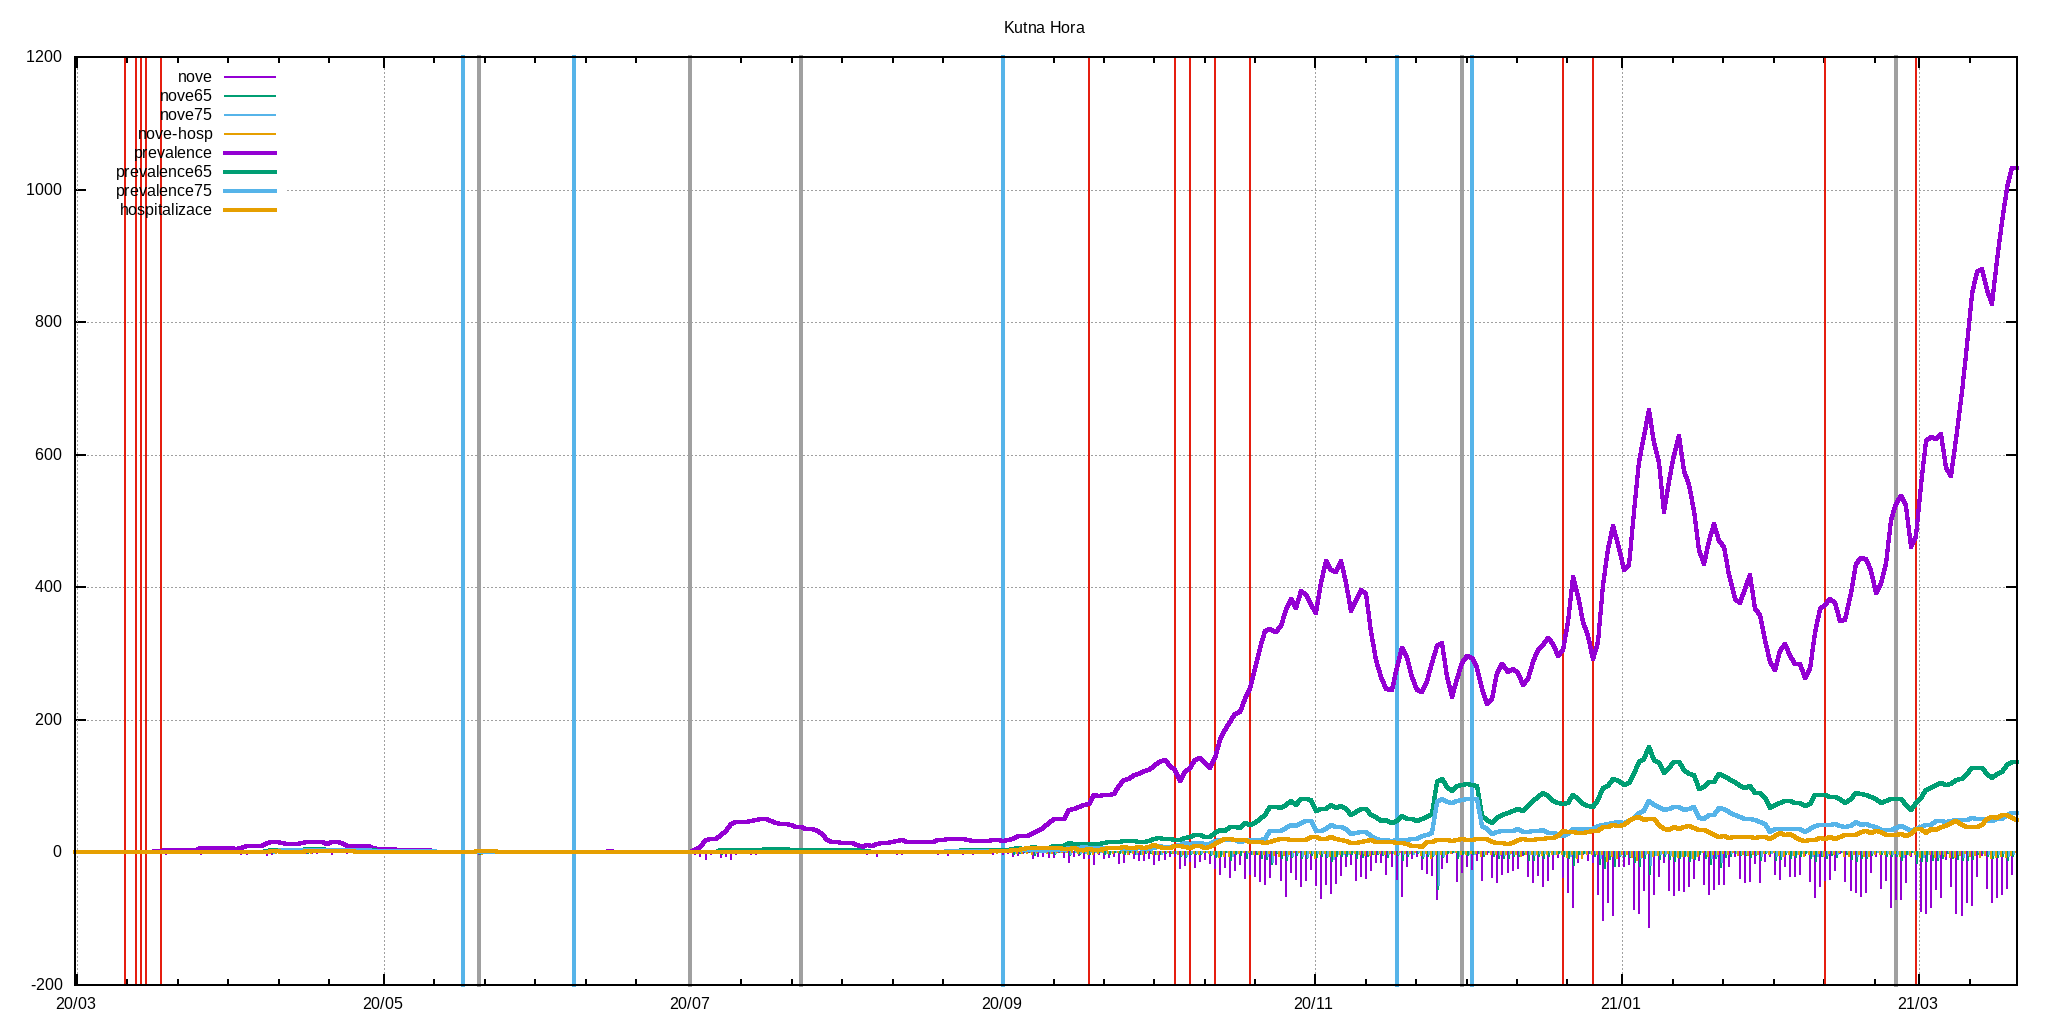 Kutna Hora
1200
1000
800
600
400
200
0
-200
nove
nove65
nove75
nove-hosp
prevalence
prevalence65
prevalence75
hospitalizace
20/03 20/05 20/07 20/09 20/11 21/01 21/03